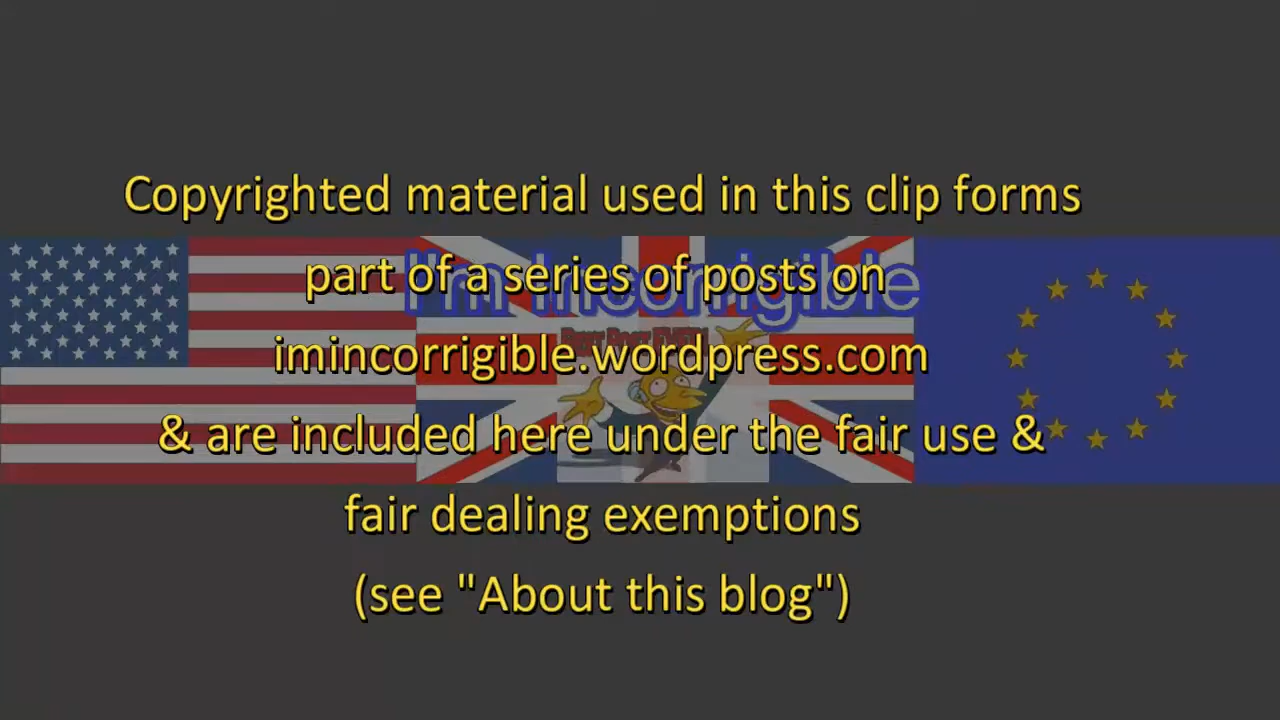 Copyrighted material used in this clip forms
part of a series of posts on
I'm Incorrigible
imincorrigible.wordpress.com
& are included here under the fair use &
fair dealing exemptions
(see "About this blog")